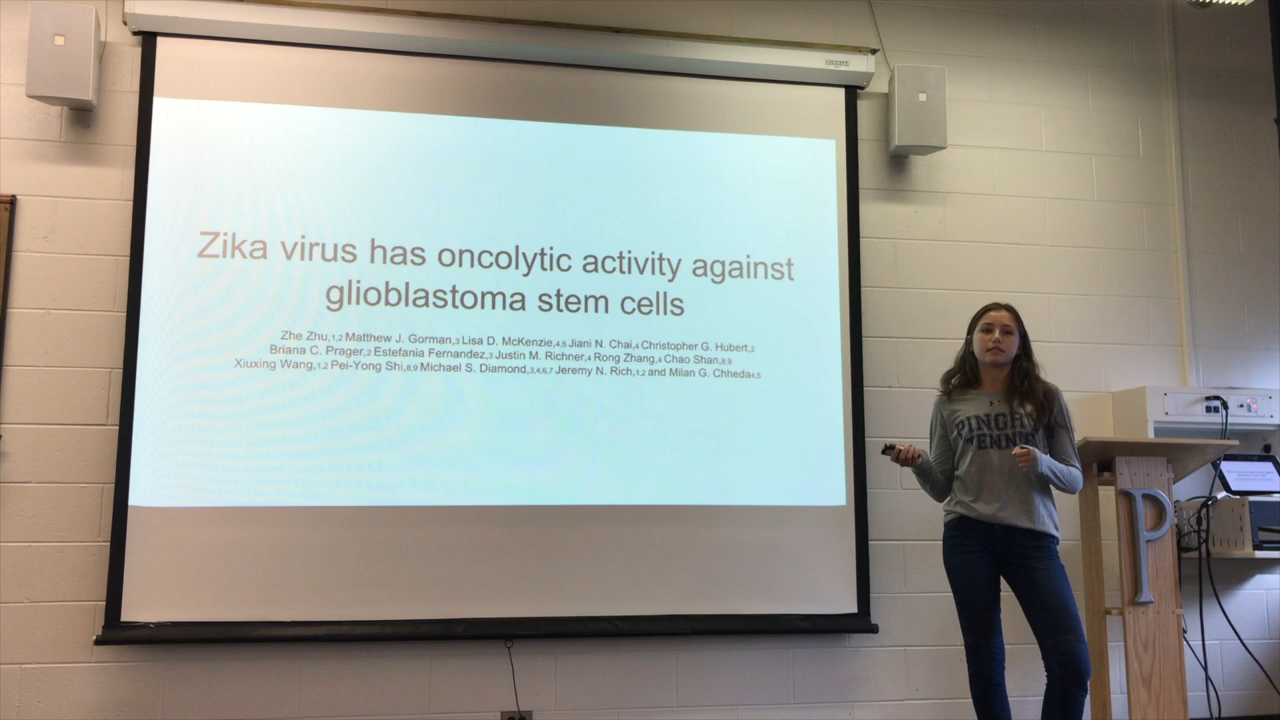 Zika virus has oncolytic activity against
glioblastoma stem cells
Zhe Zhu,1,2 Matthew J. Gorman,3 Lisa D. McKenzie,4,5 Jiani N. Chai,4 Christopher G. Hubert,2
Briana C. Prager,2 Estefania Fernandez,3 Justin M. Richner,4 Rong Zhang,4 Chao Shan,8,9
Xiuxing Wang,1,2 Pei-Yong Shi,8,9 Michael S. Diamond,3,4,6,7 Jeremy N. Rich,1,2 and Milan G. Chheda4,5
PINGRY
TENNIS
P